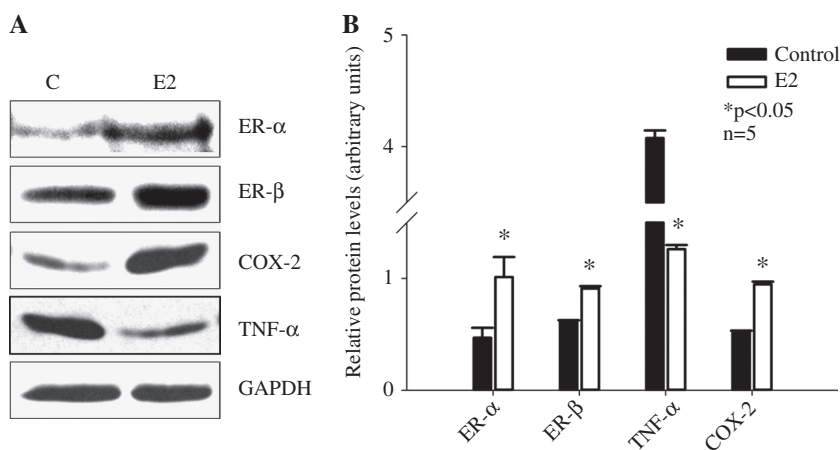 A
C E2
ER-α
ER-β
COX-2
TNF-α
GAPDH
B
Relative protein levels (arbitrary units)
5
4
1
0
Control
E2
*p<0.05
n=5
* * * *
ER-α ER-β TNF-α COX-2